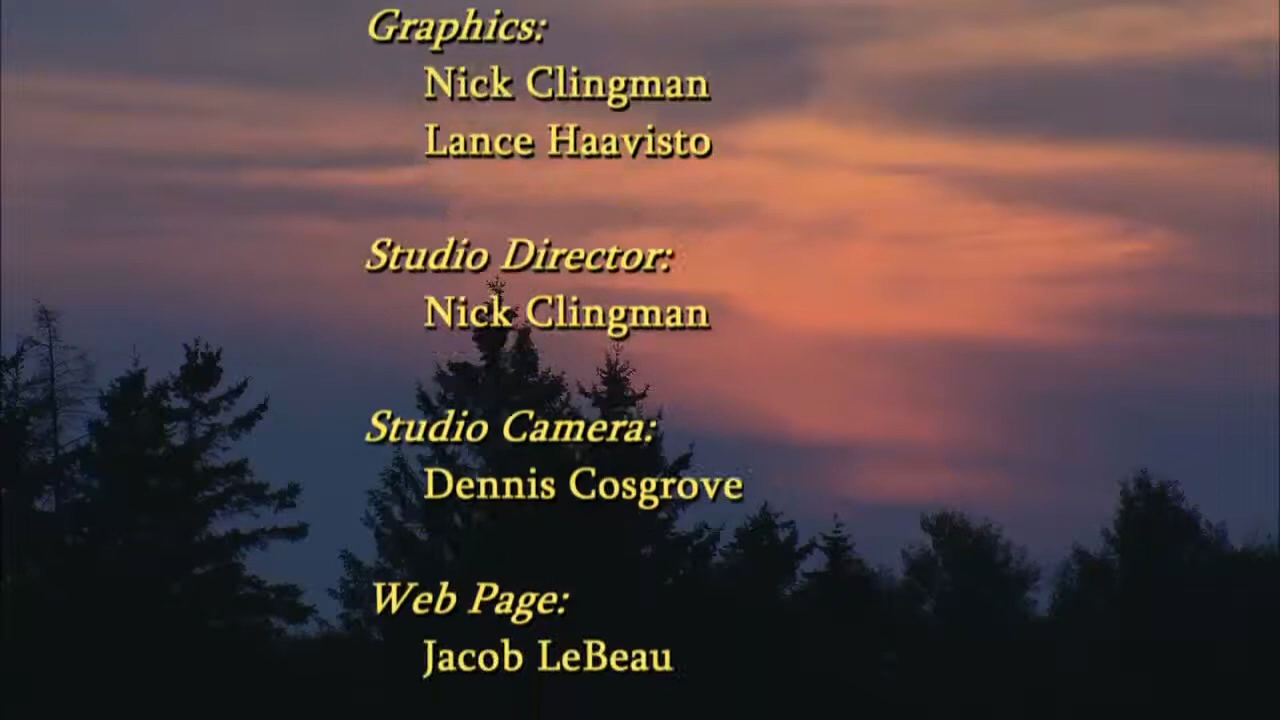 Graphics:
Nick Clingman
Lance Haavisto
Studio Director:
Nick Clingman
Studio Camera:
Dennis Cosgrove
Web Page:
Jacob LeBeau